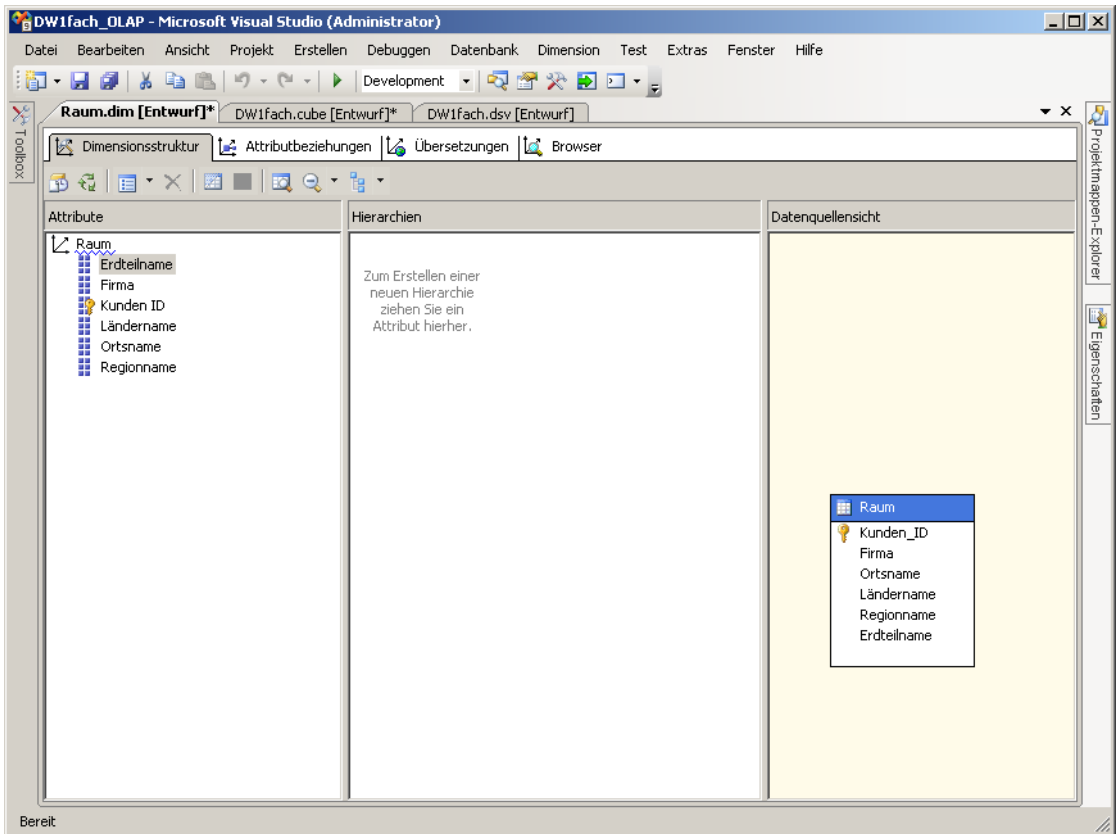 DW1fach_OLAP - Microsoft Visual Studio (Administrator)
Datei Bearbeiten Ansicht Projekt Erstellen Debuggen Datenbank Dimension Test Extras Fenster Hilfe
Development
Raum.dim [Entwurf]* DW1fach.cube [Entwurf]* DW1fach.dsv [Entwurf]
Toolbox
Dimensionsstruktur Attributbeziehungen Übersetzungen Browser
Attribute
Raum
Erdteilname
Firma
Kunden ID
Ländername
Ortsname
Regionname
Hierarchien
Zum Erstellen einer
neuen Hierarchie
ziehen Sie ein
Attribut hierher.
Datenquellensicht
Raum
Kunden_ID
Firma
Ortsname
Ländername
Regionname
Erdteilname
Projektmappen-Explorer
Eigenschaften
Bereit